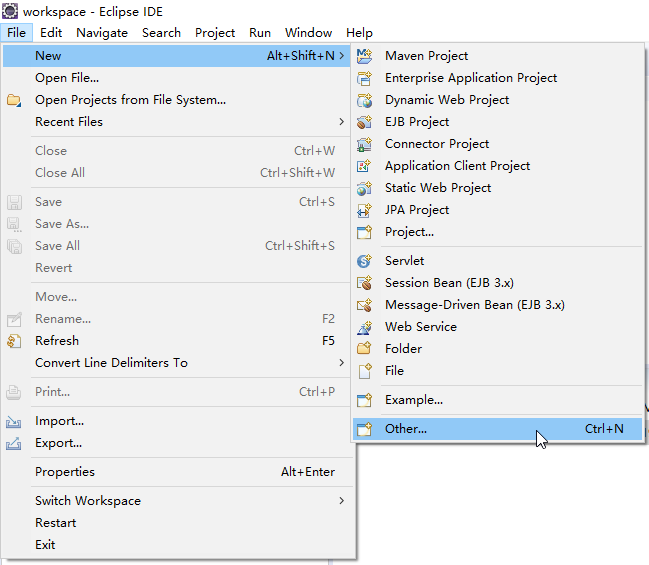 workspace - Eclipse IDE
File Edit Navigate Search Project Run Window Help
New Alt+Shift+N >
Open File...
Open Projects from File System...
Recent Files >
Close Ctrl+W
Close All Ctrl+Shift+W
Save Ctrl+S
Save As...
Save All Ctrl+Shift+S
Revert
Move...
Rename... F2
Refresh F5
Convert Line Delimiters To >
Print... Ctrl+P
Import...
Export...
Properties Alt+Enter
Switch Workspace >
Restart
Exit
Maven Project
Enterprise Application Project
Dynamic Web Project
EJB Project
Connector Project
Application Client Project
Static Web Project
JPA Project
Project...
Servlet
Session Bean (EJB 3.x)
Message-Driven Bean (EJB 3.x)
Web Service
Folder
File
Example...
Other... Ctrl+N